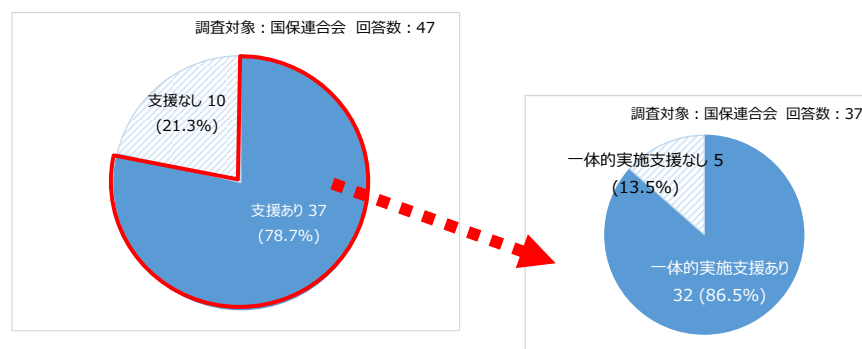 調査対象：国保連合会 回答数：47
支援なし 10
(21.3%)
支援あり 37
(78.7%)
調査対象：国保連合会 回答数：37
一体的実施支援なし 5
(13.5%)
一体的実施支援あり
32 (86.5%)